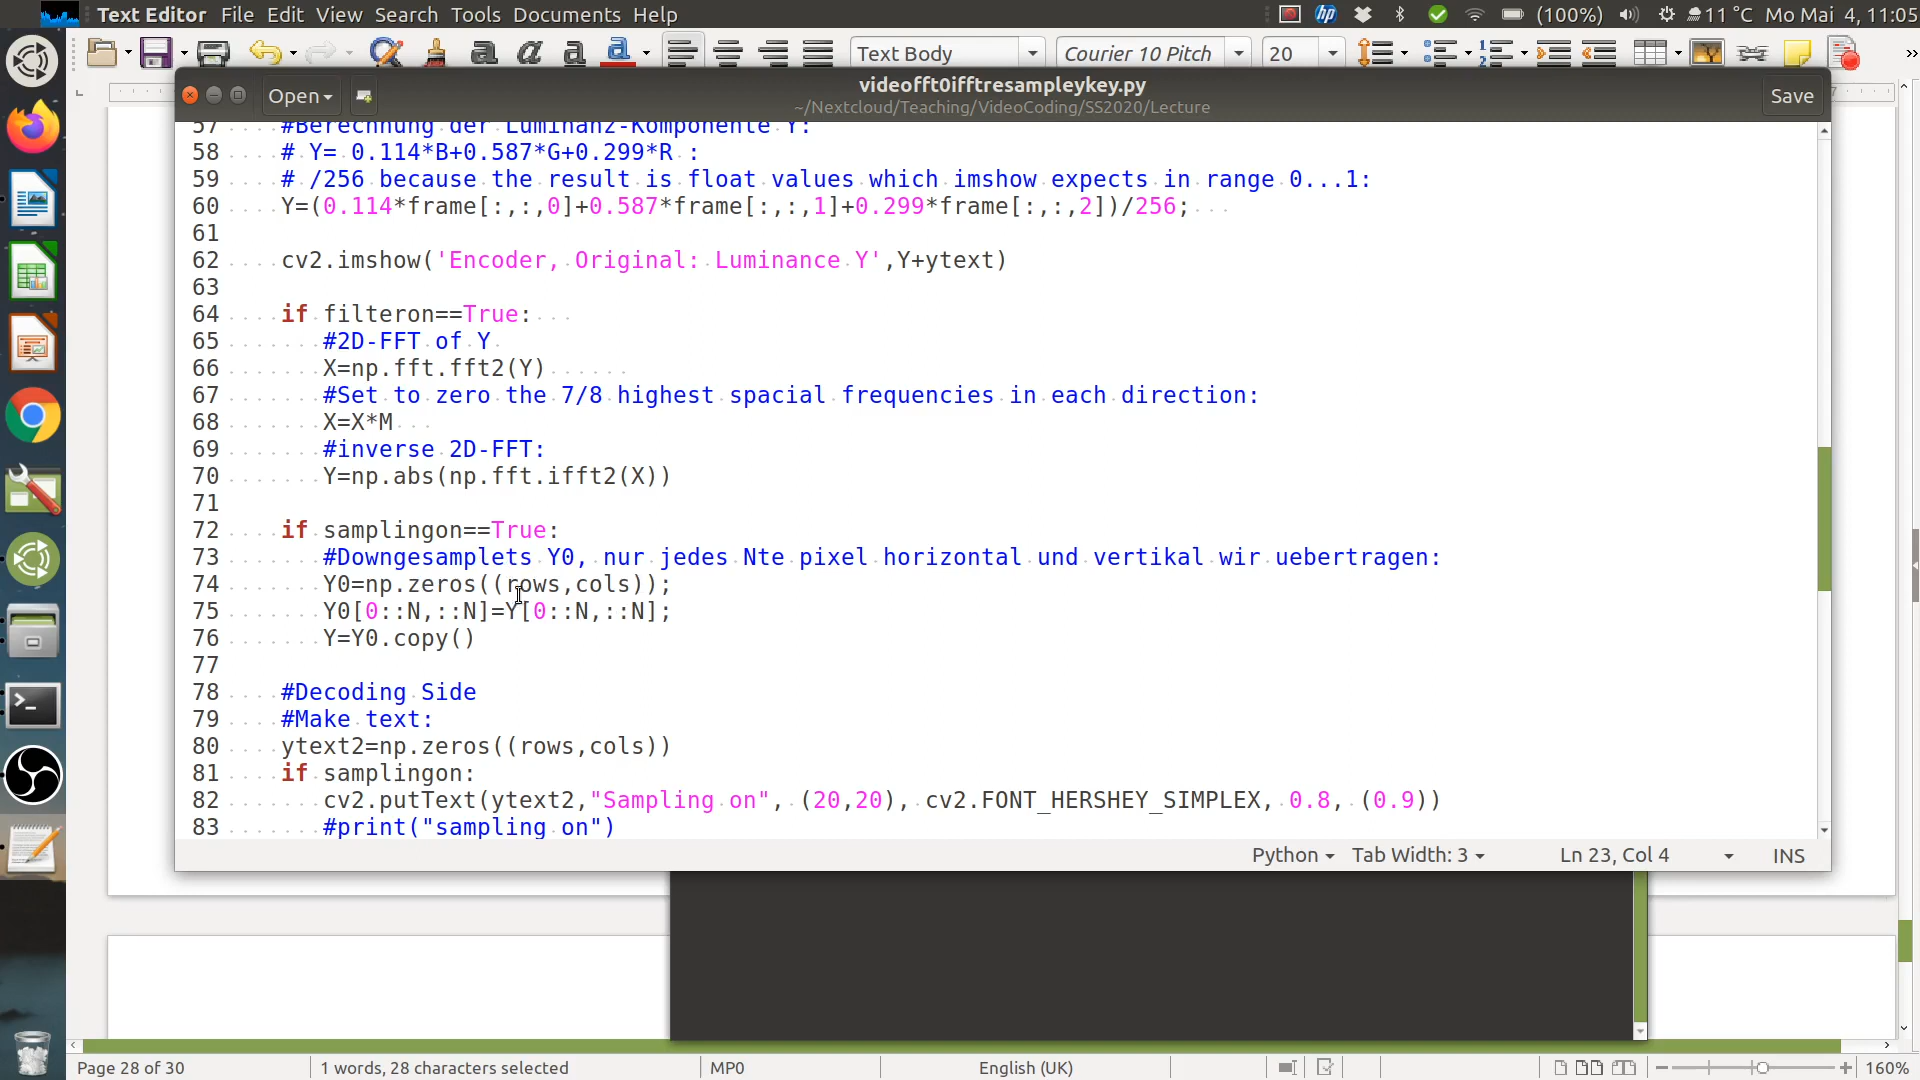 Text Editor File Edit View Search Tools Documents Help
(100%) 11 °C Mo Mai 4, 11:05
Text Body Courier 10 Pitch 20
Open videofft0ifftresampleykey.py Save
~/Nextcloud/Teaching/VideoCoding/SS2020/Lecture
57 #Berechnung der Luminanz-Komponente Y:
58 # Y= 0.114*B+0.587*G+0.299*R :
59 # /256 because the result is float values which imshow expects in range 0...1:
60 Y=(0.114*frame[:,:,0]+0.587*frame[:,:,1]+0.299*frame[:,:,2])/256;
61
62 cv2.imshow('Encoder, Original: Luminance Y',Y+ytext)
63
64 if filteron==True:
65 #2D-FFT of Y
66 X=np.fft.fft2(Y)
67 #Set to zero the 7/8 highest spacial frequencies in each direction:
68 X=X*M
69 #inverse 2D-FFT:
70 Y=np.abs(np.fft.ifft2(X))
71
72 if samplingon==True:
73 #Downgesamplets Y0, nur jedes Nte pixel horizontal und vertikal wir uebertragen:
74 Y0=np.zeros((rows,cols));
75 Y0[0::N,::N]=Y[0::N,::N];
76 Y=Y0.copy()
77
78 #Decoding Side
79 #Make text:
80 ytext2=np.zeros((rows,cols))
81 if samplingon:
82 cv2.putText(ytext2,"Sampling on", (20,20), cv2.FONT_HERSHEY_SIMPLEX, 0.8, (0.9))
83 #print("sampling on")
Python Tab Width: 3 Ln 23, Col 4 INS
Page 28 of 30 1 words, 28 characters selected MP0 English (UK) 160%